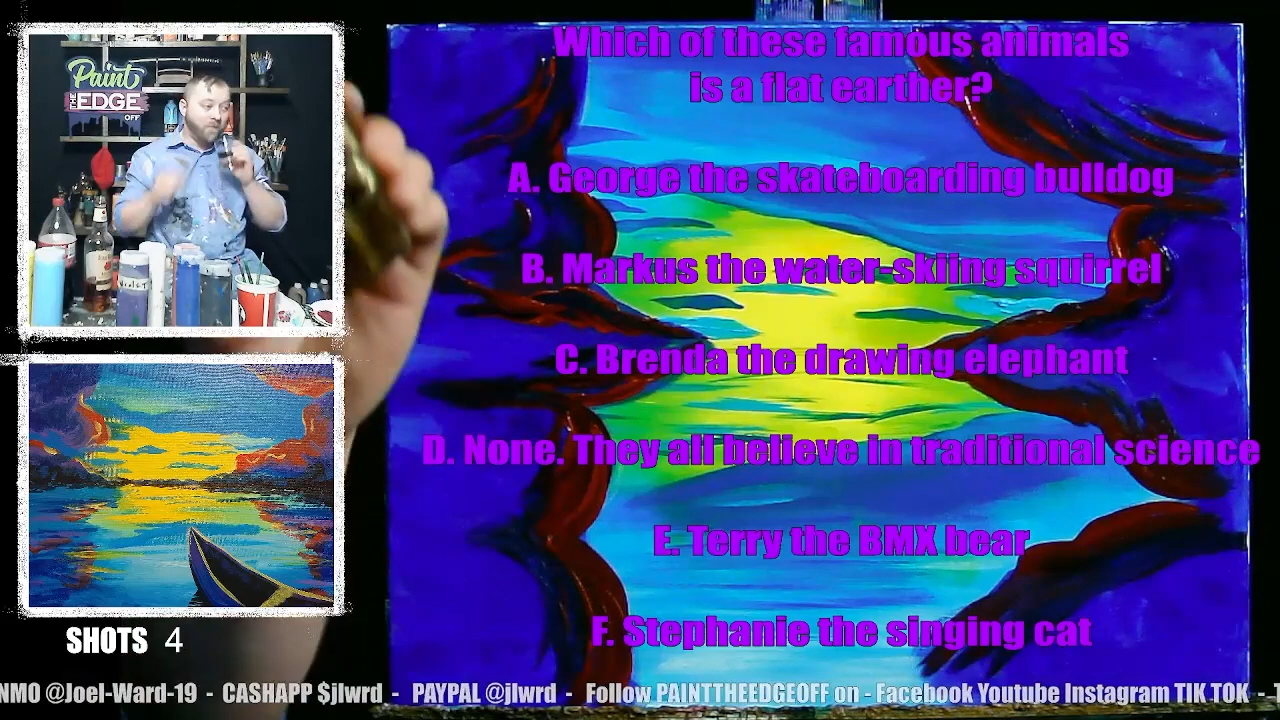 Paint
THE
EDGE
OFF
Which of these famous animals
is a flat earther?
A. George the skateboarding bulldog
B. Markus the water-skiing squirrel
C. Brenda the drawing elephant
D. None. They all believe in traditional science
E. Terry the BMX bear
F. Stephanie the singing cat
SHOTS 4
NMO @Joel-Ward-19 - CASHAPP $jlwrd - PAYPAL @jlwrd - Follow PAINTTHEEDGEOFF on - Facebook Youtube Instagram TIK TOK - T